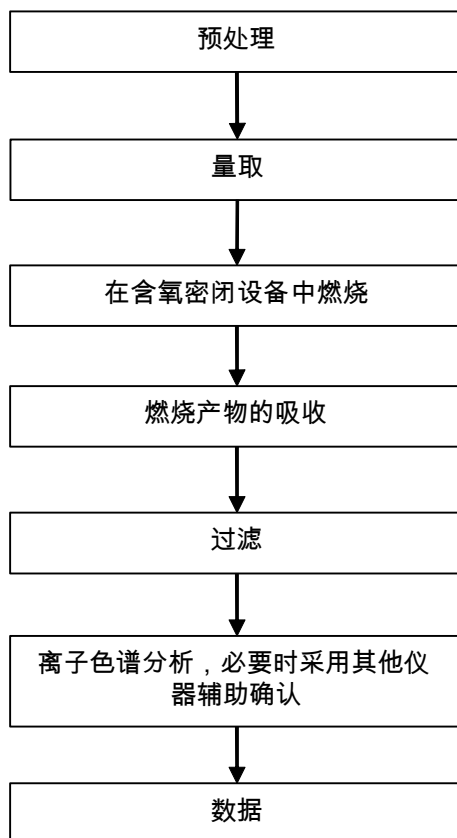 预处理
量取
在含氧密闭设备中燃烧
燃烧产物的吸收
过滤
离子色谱分析，必要时采用其他仪
器辅助确认
数据